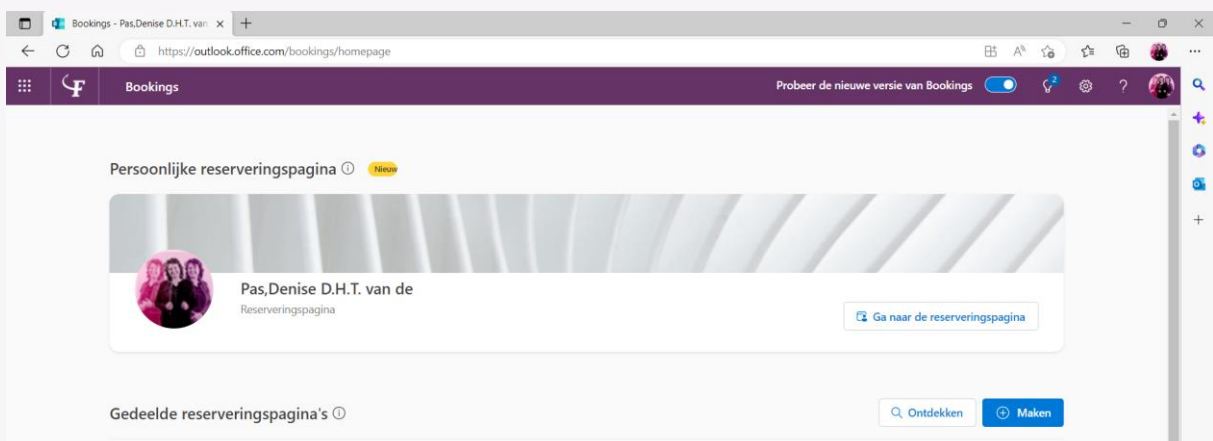 Bookings - Pas,Denise D.H.T. van
https://outlook.office.com/bookings/homepage
Bookings
Probeer de nieuwe versie van Bookings
2
Persoonlijke reserveringspagina
Nieuw
Pas,Denise D.H.T. van de
Reserveringspagina
Ga naar de reserveringspagina
Gedeelde reserveringspagina's
Ontdekken
Maken